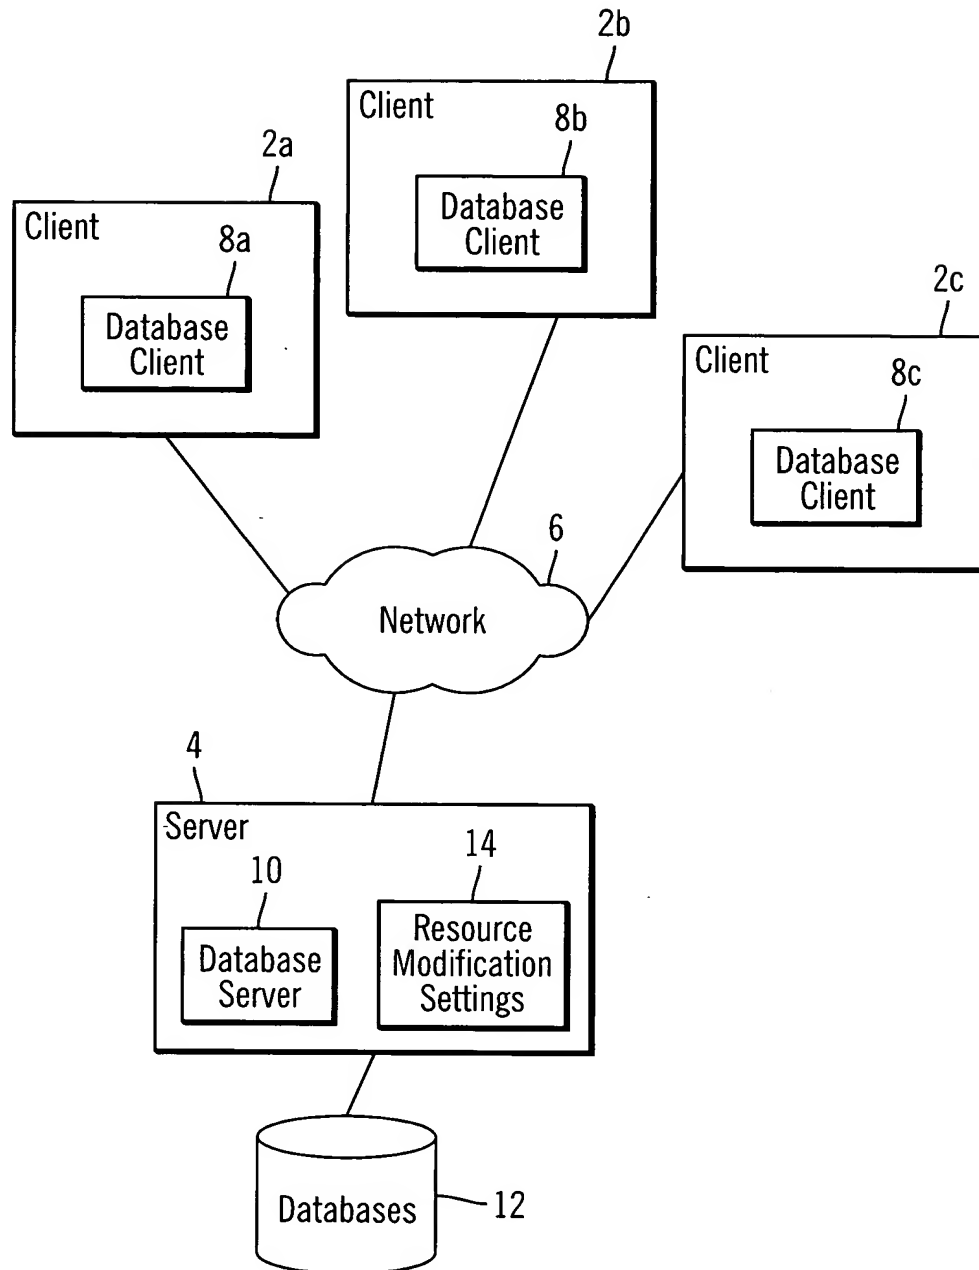 2b
Client
8b
Database
Client
2a
Client
8a
Database
Client
2c
Client
8c
Database
Client
6
Network
4
Server
10
Database
Server
14
Resource
Modification
Settings
Databases
12